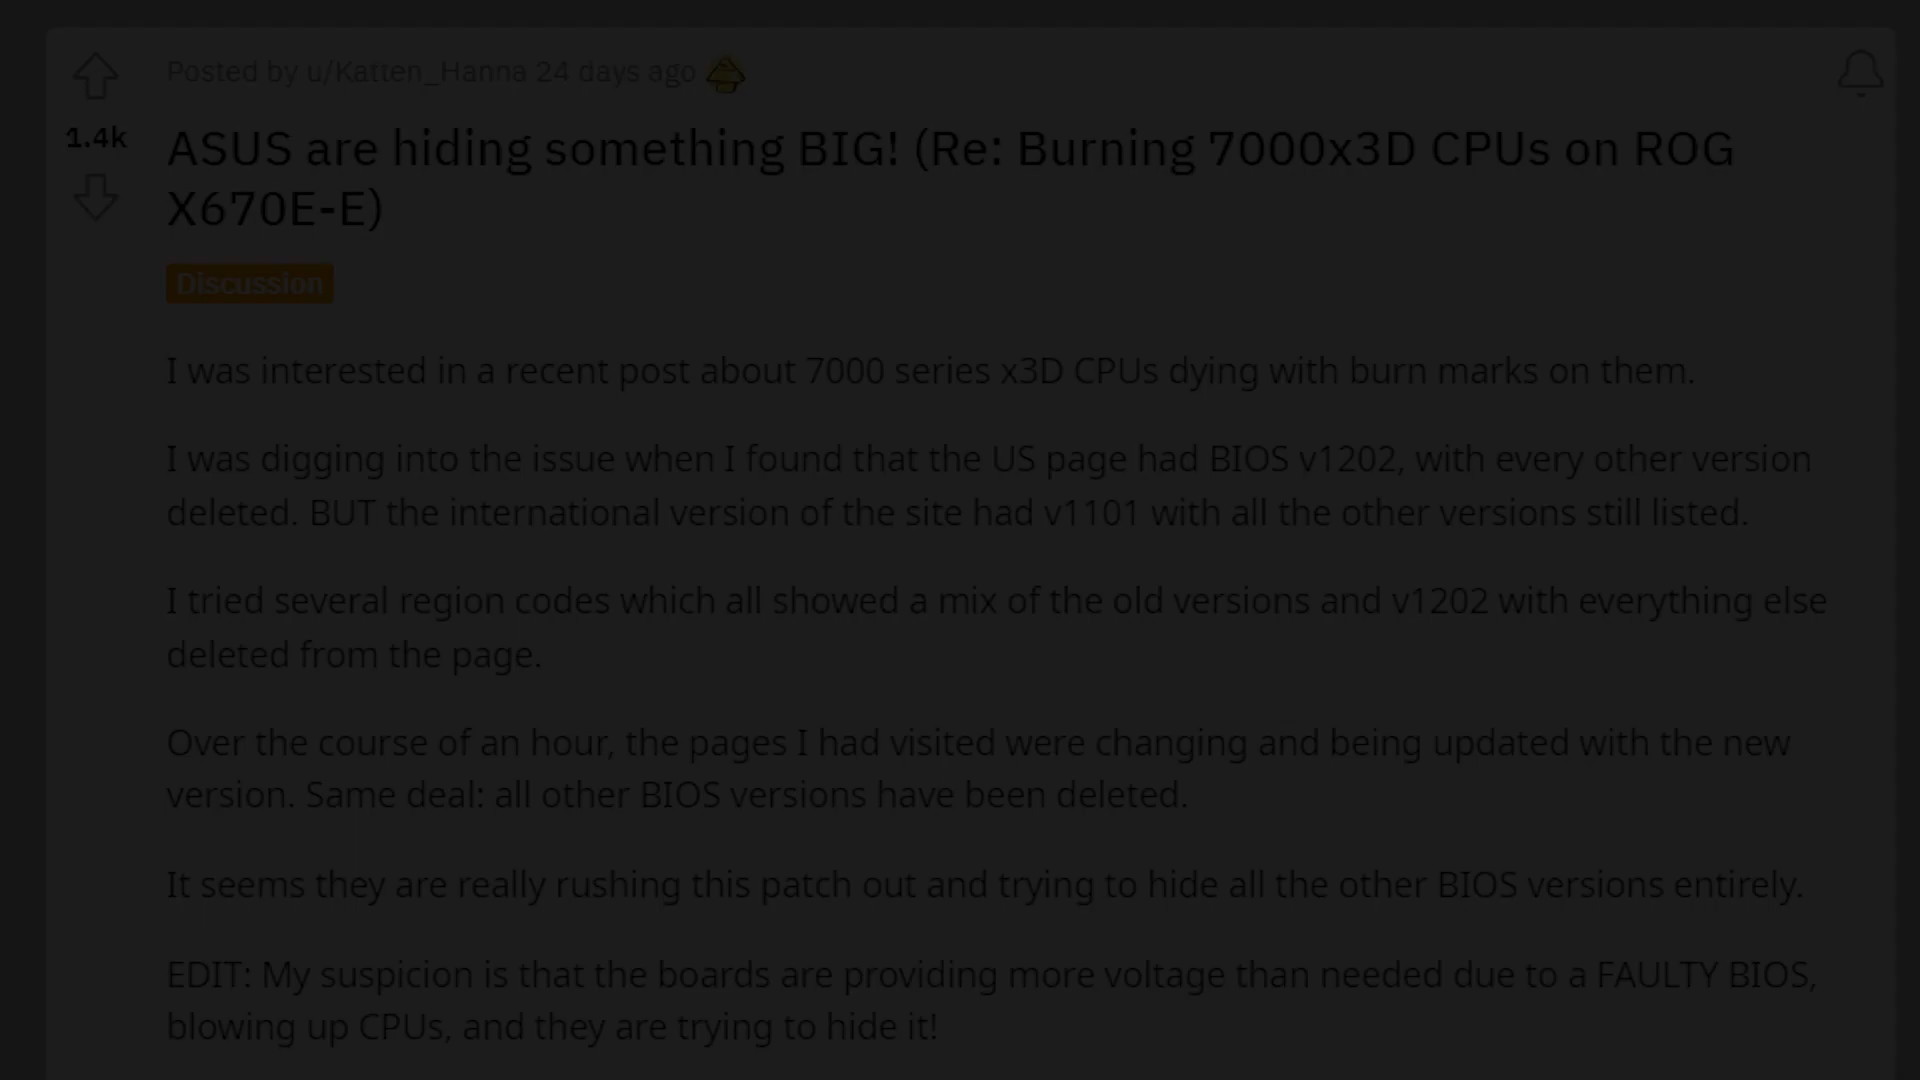 Posted by u/Katten_Hanna 24 days ago
1.4k
ASUS are hiding something BIG! (Re: Burning 7000x3D CPUs on ROG
X670E-E)
Discussion
I was interested in a recent post about 7000 series x3D CPUs dying with burn marks on them.
I was digging into the issue when I found that the US page had BIOS v1202, with every other version
deleted. BUT the international version of the site had v1101 with all the other versions still listed.
I tried several region codes which all showed a mix of the old versions and v1202 with everything else
deleted from the page.
Over the course of an hour, the pages I had visited were changing and being updated with the new
version. Same deal: all other BIOS versions have been deleted.
It seems they are really rushing this patch out and trying to hide all the other BIOS versions entirely.
EDIT: My suspicion is that the boards are providing more voltage than needed due to a FAULTY BIOS,
blowing up CPUs, and they are trying to hide it!